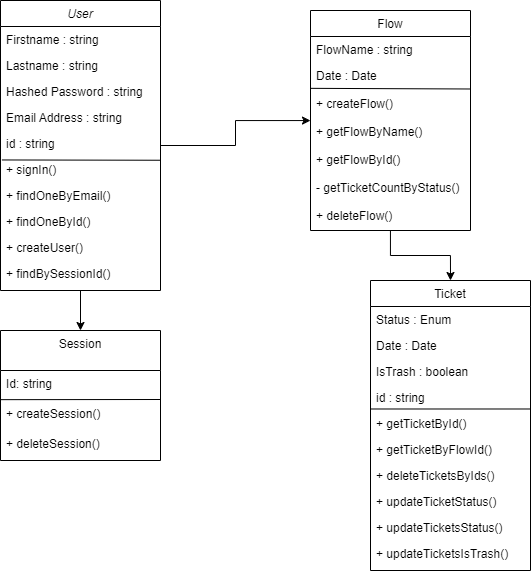 User
Firstname : string
Lastname : string
Hashed Password : string
Email Address : string
id : string
+ signIn()
+ findOneByEmail()
+ findOneById()
+ createUser()
+ findBySessionId()
Session
Id: string
+ createSession()
+ deleteSession()
Flow
FlowName : string
Date : Date
+ createFlow()
+ getFlowByName()
+ getFlowById()
- getTicketCountByStatus()
+ deleteFlow()
Ticket
Status : Enum
Date : Date
IsTrash : boolean
id : string
+ getTicketById()
+ getTicketByFlowId()
+ deleteTicketsByIds()
+ updateTicketStatus()
+ updateTicketsStatus()
+ updateTicketsIsTrash()